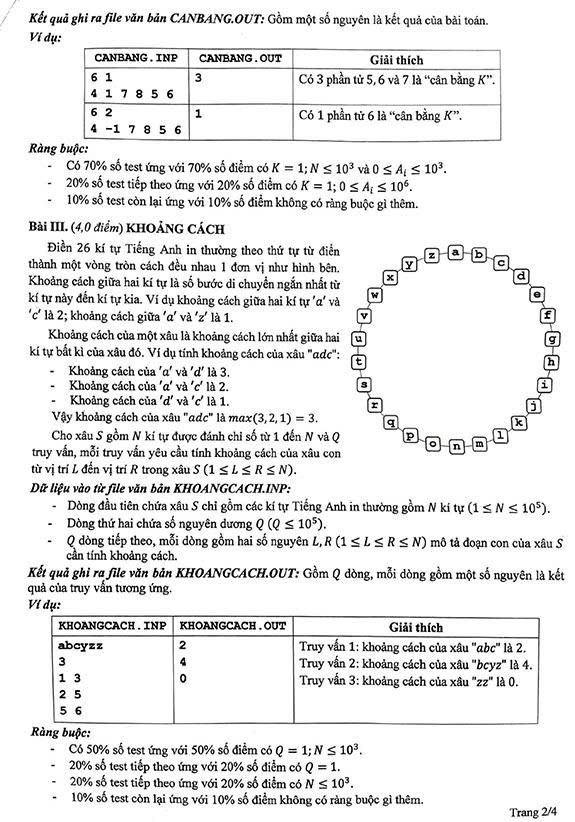 Kết quả ghi ra file văn bản CANBANG.OUT: Gồm một số nguyên là kết quả của bài toán.
Ví dụ:
CANBANG.INP CANBANG.OUT Giải thích
6 1 3 Có 3 phần tử 5, 6 và 7 là “cân bằng K”.
4 1 7 8 5 6
6 2 1 Có 1 phần tử 6 là “cân bằng K”.
4 -1 7 8 5 6
Ràng buộc:
- Có 70% số test ứng với 70% số điểm có K = 1; N ≤ 10³ và 0 ≤ Aᵢ ≤ 10³.
- 20% số test tiếp theo ứng với 20% số điểm có K = 1; 0 ≤ Aᵢ ≤ 10⁶.
- 10% số test còn lại ứng với 10% số điểm không có ràng buộc gì thêm.
Bài III. (4,0 điểm) KHOẢNG CÁCH
Điền 26 kí tự Tiếng Anh in thường theo thứ tự từ điển
thành một vòng tròn cách đều nhau 1 đơn vị như hình bên.
Khoảng cách giữa hai kí tự là số bước di chuyển ngắn nhất từ
kí tự này đến kí tự kia. Ví dụ khoảng cách giữa hai kí tự 'a' và
'c' là 2; khoảng cách giữa 'a' và 'z' là 1.
Khoảng cách của một xâu là khoảng cách lớn nhất giữa hai
kí tự bất kì của xâu đó. Ví dụ tính khoảng cách của xâu "adc":
- Khoảng cách của 'a' và 'd' là 3.
- Khoảng cách của 'a' và 'c' là 2.
- Khoảng cách của 'd' và 'c' là 1.
Vậy khoảng cách của xâu "adc" là max(3, 2, 1) = 3.
Cho xâu S gồm N kí tự được đánh chỉ số từ 1 đến N và Q
truy vấn, mỗi truy vấn yêu cầu tính khoảng cách của xâu con
từ vị trí L đến vị trí R trong xâu S (1 ≤ L ≤ R ≤ N).
a b c d e f g h i j k l m n o p q r s t u v w x y z
Dữ liệu vào từ file văn bản KHOANGCACH.INP:
- Dòng đầu tiên chứa xâu S chỉ gồm các kí tự Tiếng Anh in thường gồm N kí tự (1 ≤ N ≤ 10⁵).
- Dòng thứ hai chứa số nguyên dương Q (Q ≤ 10⁵).
- Q dòng tiếp theo, mỗi dòng gồm hai số nguyên L, R (1 ≤ L ≤ R ≤ N) mô tả đoạn con của xâu S
cần tính khoảng cách.
Kết quả ghi ra file văn bản KHOANGCACH.OUT: Gồm Q dòng, mỗi dòng gồm một số nguyên là kết
quả của truy vấn tương ứng.
Ví dụ:
KHOANGCACH.INP KHOANGCACH.OUT Giải thích
abcyzz 2 Truy vấn 1: khoảng cách của xâu "abc" là 2.
3 4 Truy vấn 2: khoảng cách của xâu "bcyz" là 4.
1 3 0 Truy vấn 3: khoảng cách của xâu "zz" là 0.
2 5
5 6
Ràng buộc:
- Có 50% số test ứng với 50% số điểm có Q = 1; N ≤ 10³.
- 20% số test tiếp theo ứng với 20% số điểm có Q = 1.
- 20% số test tiếp theo ứng với 20% số điểm có N ≤ 10³.
- 10% số test còn lại ứng với 10% số điểm không có ràng buộc gì thêm.
Trang 2/4